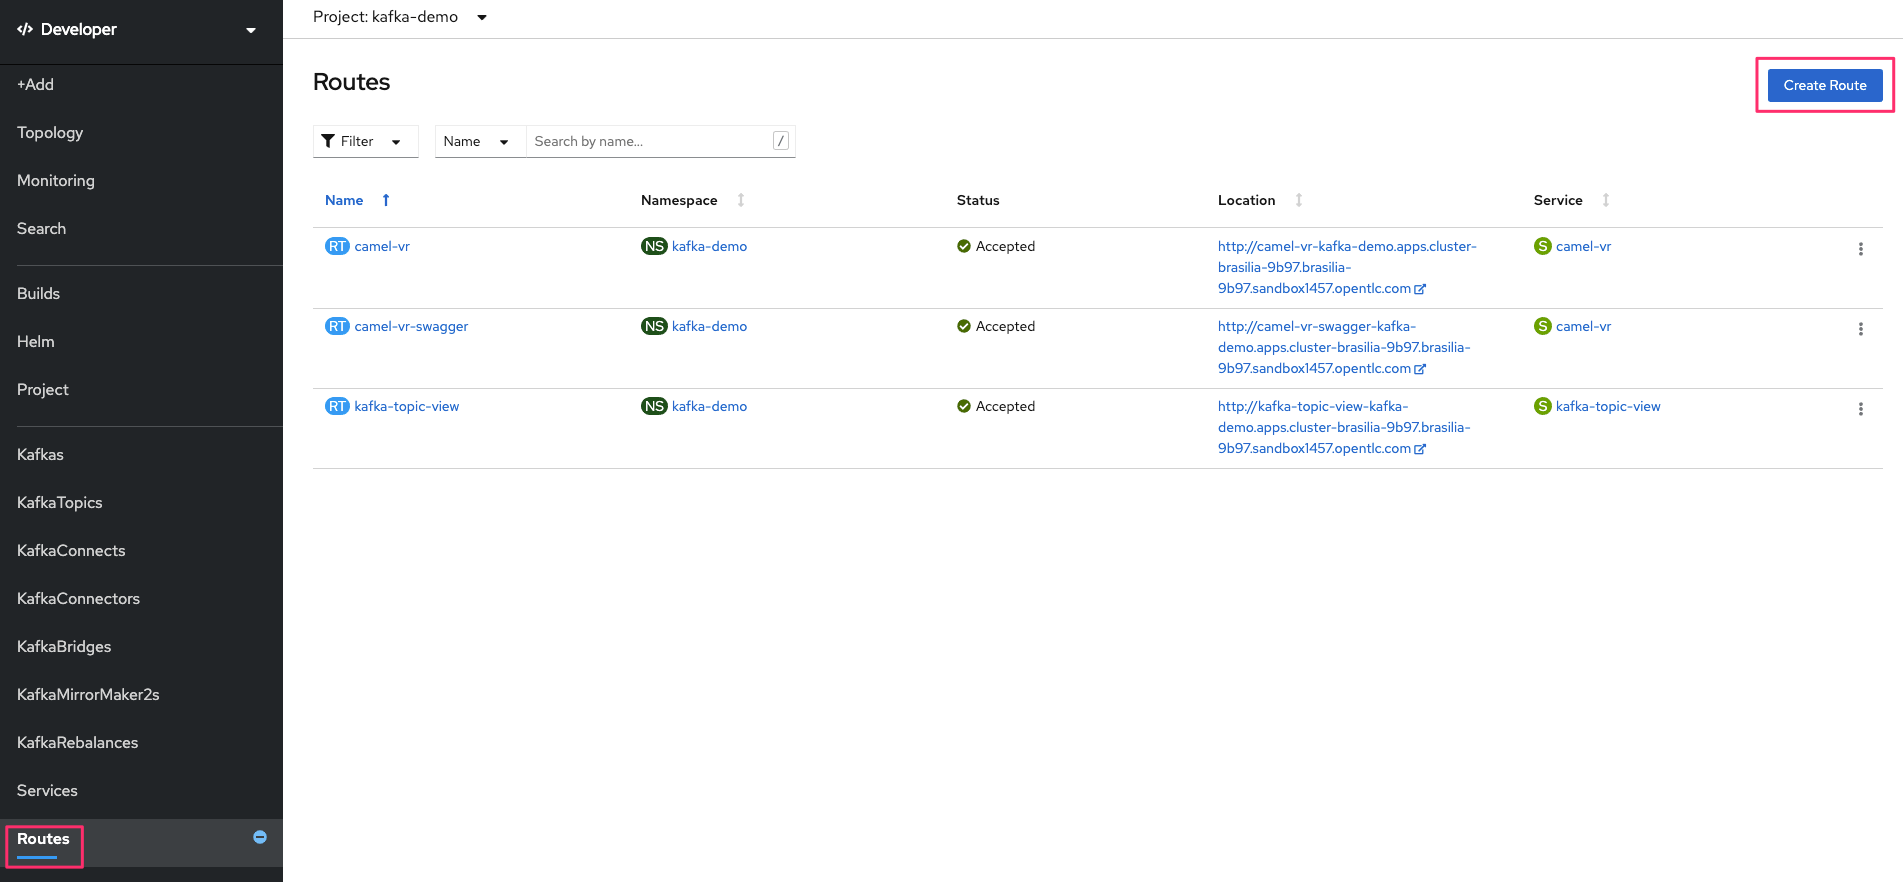 Developer
+Add
Topology
Monitoring
Search
Builds
Helm
Project
Kafkas
KafkaTopics
KafkaConnects
KafkaConnectors
KafkaBridges
KafkaMirrorMaker2s
KafkaRebalances
Services
Routes
Project: kafka-demo
Routes
Create Route
Filter Name Search by name... /
Name Namespace Status Location Service
RT camel-vr NS kafka-demo Accepted http://camel-vr-kafka-demo.apps.cluster- S camel-vr
brasilia-9b97.brasilia-
9b97.sandbox1457.opentlc.com
RT camel-vr-swagger NS kafka-demo Accepted http://camel-vr-swagger-kafka- S camel-vr
demo.apps.cluster-brasilia-9b97.brasilia-
9b97.sandbox1457.opentlc.com
RT kafka-topic-view NS kafka-demo Accepted http://kafka-topic-view-kafka- S kafka-topic-view
demo.apps.cluster-brasilia-9b97.brasilia-
9b97.sandbox1457.opentlc.com